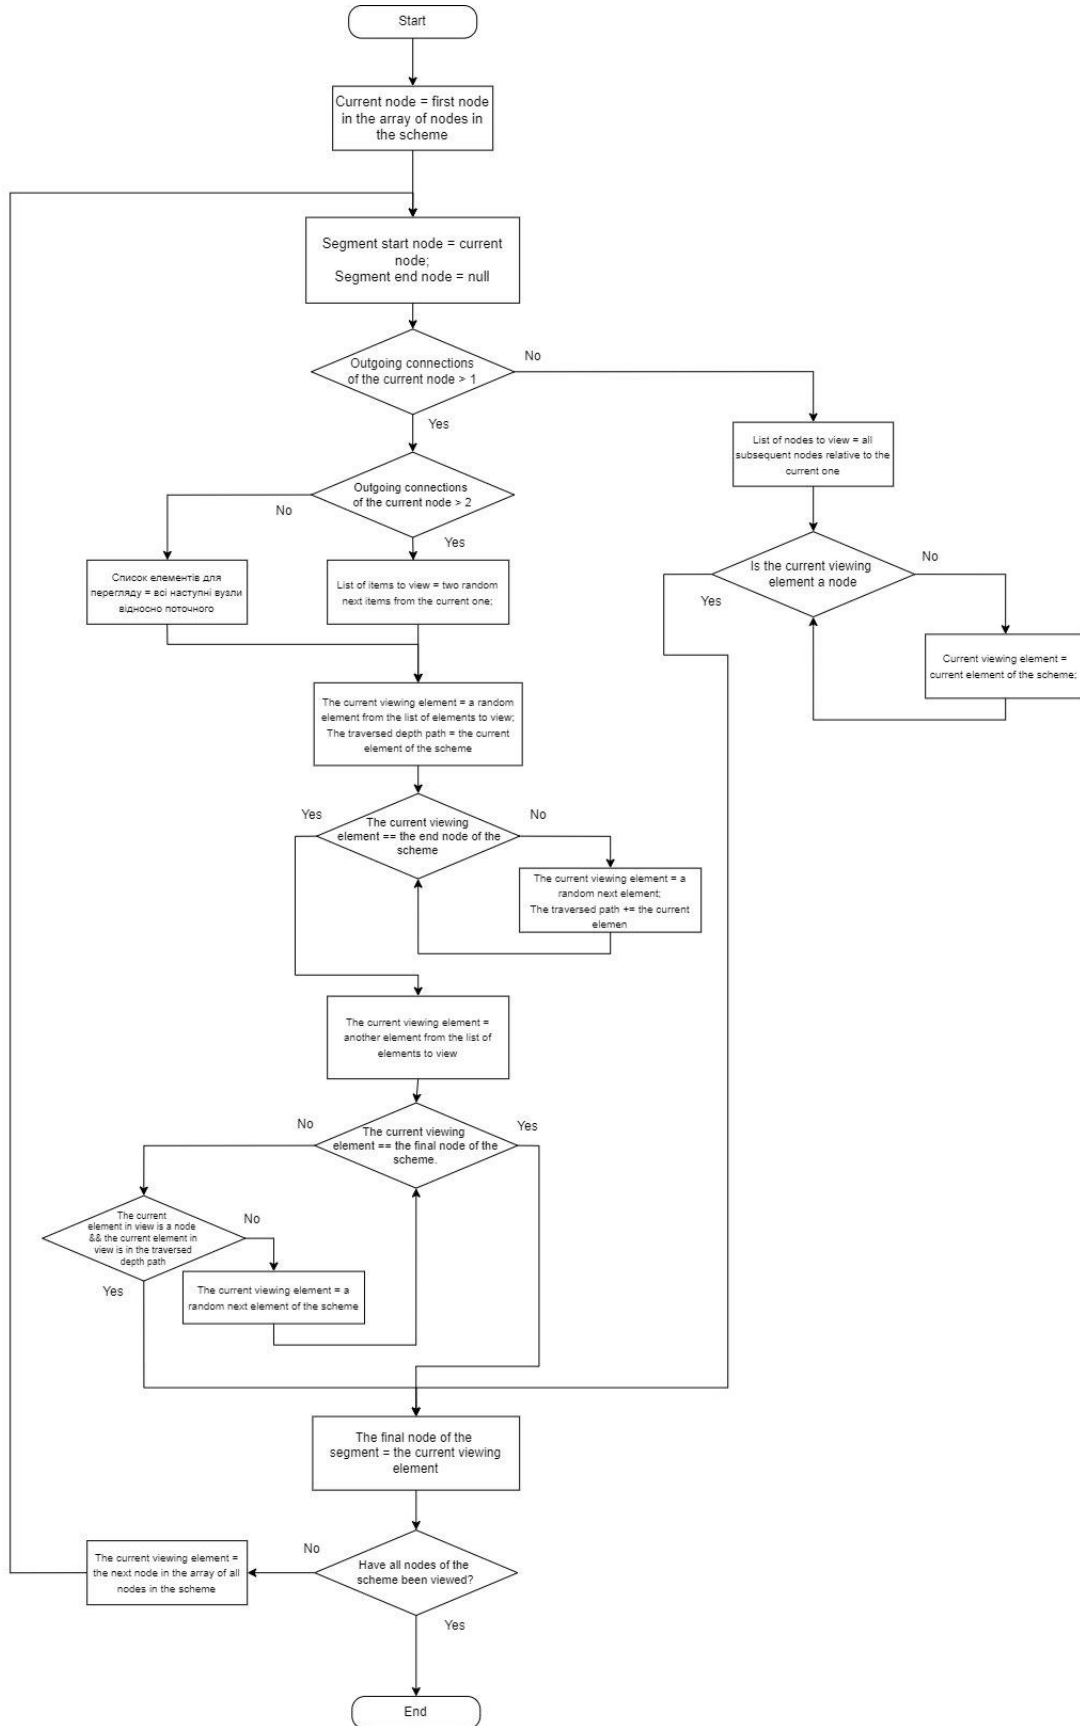 Start
Current node = first node
in the array of nodes in
the scheme
Segment start node = current
node;
Segment end node = null
Outgoing connections
of the current node > 1
No
Yes
List of nodes to view = all
subsequent nodes relative to the
current one
Outgoing connections
of the current node > 2
No
Yes
Список елементів для
перегляду = всі наступні вузли
відносно поточного
List of items to view = two random
next items from the current one;
Is the current viewing
element a node
No
Yes
Current viewing element =
current element of the scheme;
The current viewing element = a random
element from the list of elements to view;
The traversed depth path = the current
element of the scheme
Yes
No
The current viewing
element == the end node of the
scheme
The current viewing element = a
random next element;
The traversed path += the current
elemen
The current viewing element =
another element from the list of
elements to view
No
Yes
The current viewing
element == the final node of the
scheme.
The current
element in view is a node
&& the current element in
view is in the traversed
depth path
No
Yes
The current viewing element = a
random next element of the scheme
The final node of the
segment = the current viewing
element
The current viewing element =
the next node in the array of all
nodes in the scheme
No
Have all nodes of the
scheme been viewed?
Yes
End